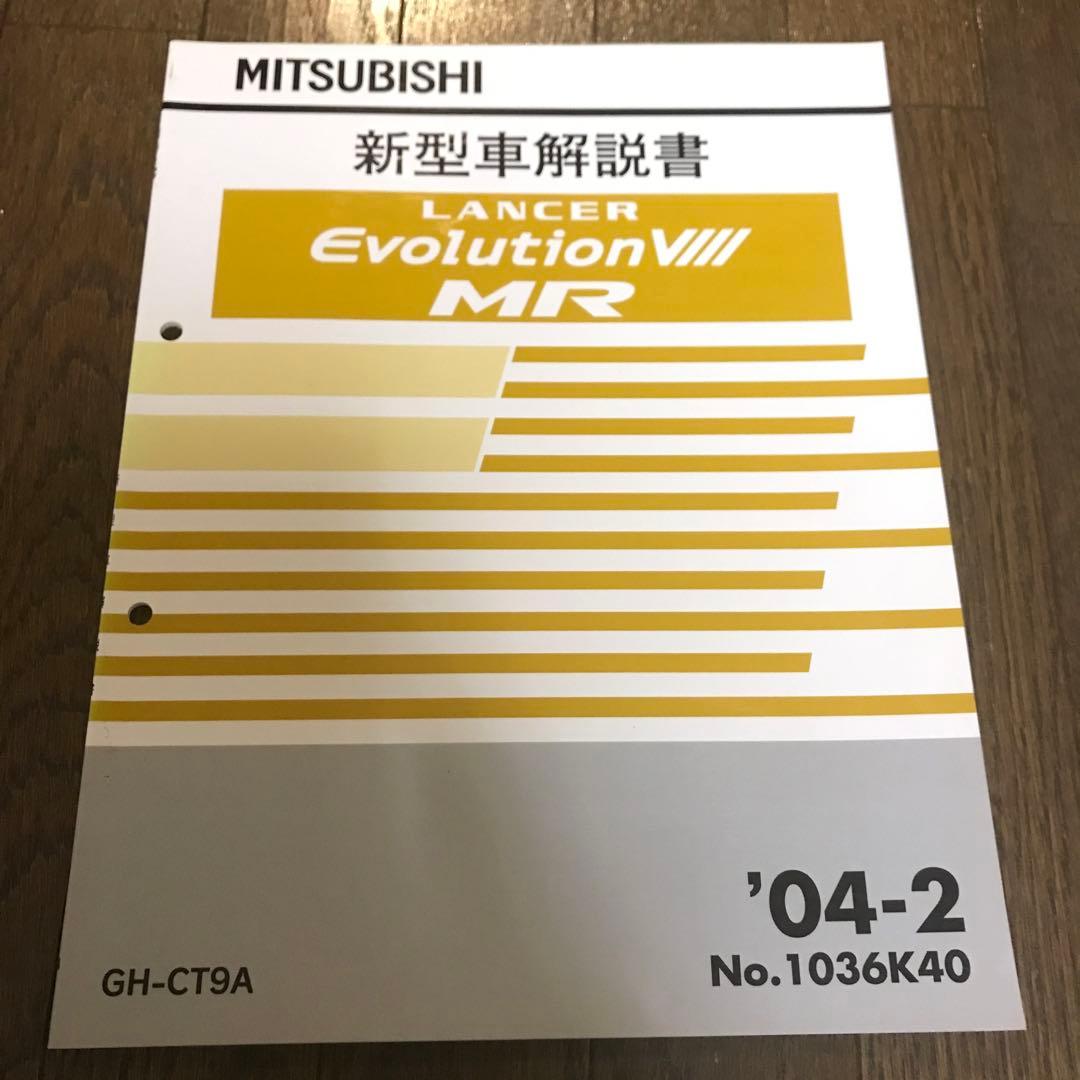 MITSUBISHI
新型車解説書
LANCER
Evolution VIII
MR
'04-2
No.1036K40
GH-CT9A